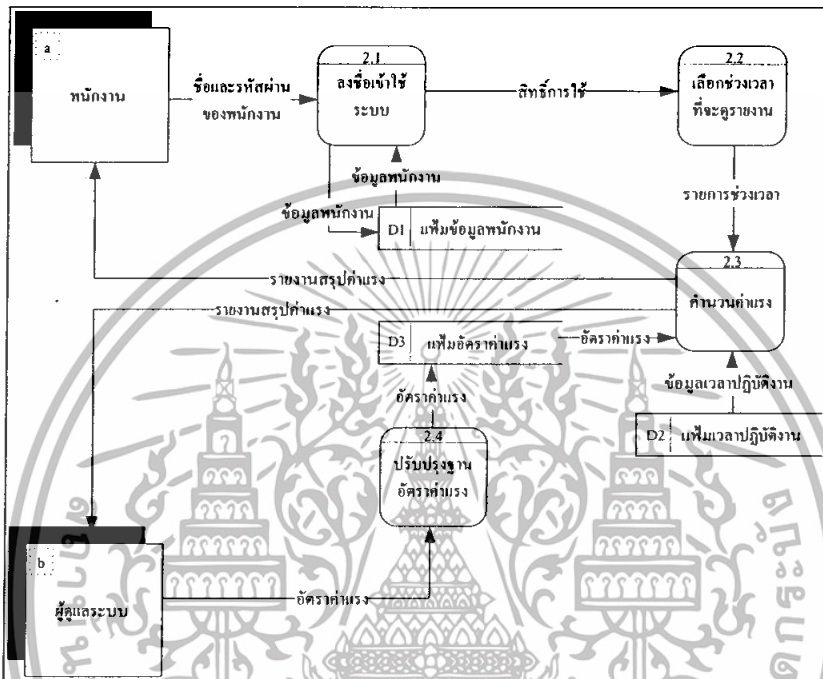 a
พนักงาน
ชื่อและรหัสผ่าน
ของพนักงาน
2.1
ลงชื่อเข้าใช้
ระบบ
สิทธิ์การใช้
2.2
เลือกช่วงเวลา
ที่จะดูรายงาน
ข้อมูลพนักงาน
ข้อมูลพนักงาน
D1 แฟ้มข้อมูลพนักงาน
รายการช่วงเวลา
2.3
คำนวนค่าแรง
รายงานสรุปค่าแรง
รายงานสรุปค่าแรง
D3 แฟ้มอัตราค่าแรง
อัตราค่าแรง
ข้อมูลเวลาปฏิบัติงาน
D2 แฟ้มเวลาปฏิบัติงาน
อัตราค่าแรง
2.4
ปรับปรุงฐาน
อัตราค่าแรง
b
ผู้ดูแลระบบ
อัตราค่าแรง